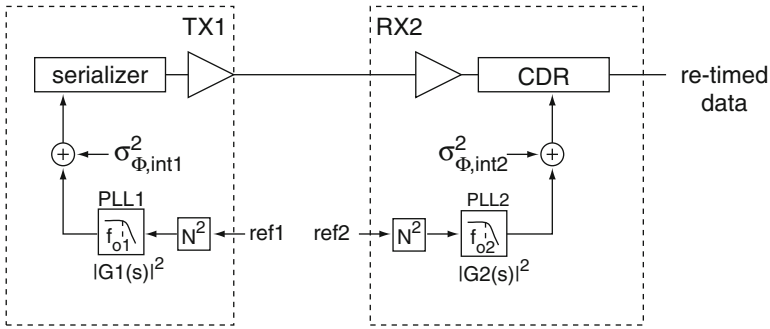 TX1
RX2
serializer
CDR
re-timed
data
+
σ²Φ,int1
σ²Φ,int2
+
PLL1
PLL2
fo1
N²
ref1
ref2
N²
fo2
|G1(s)|²
|G2(s)|²